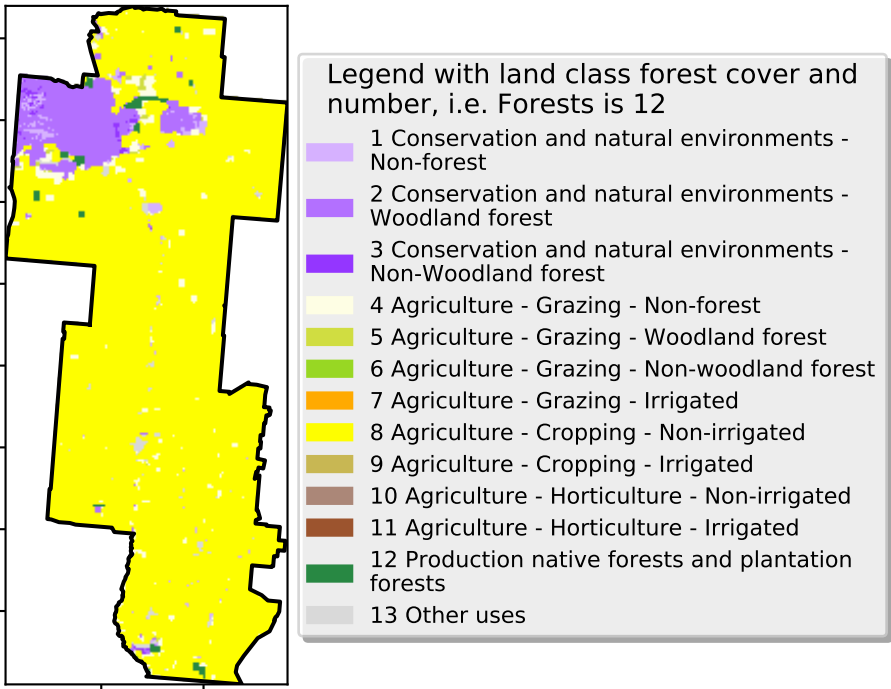 Legend with land class forest cover and
number, i.e. Forests is 12
1 Conservation and natural environments -
Non-forest
2 Conservation and natural environments -
Woodland forest
3 Conservation and natural environments -
Non-Woodland forest
4 Agriculture - Grazing - Non-forest
5 Agriculture - Grazing - Woodland forest
6 Agriculture - Grazing - Non-woodland forest
7 Agriculture - Grazing - Irrigated
8 Agriculture - Cropping - Non-irrigated
9 Agriculture - Cropping - Irrigated
10 Agriculture - Horticulture - Non-irrigated
11 Agriculture - Horticulture - Irrigated
12 Production native forests and plantation
forests
13 Other uses